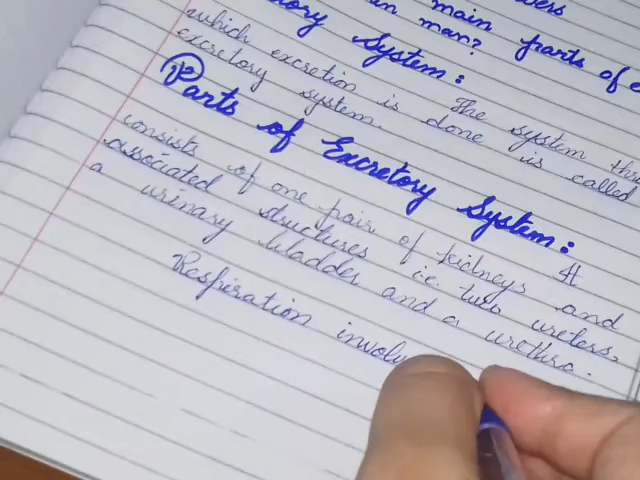 main parts of
in man?
ory System:
The system thr
which excretion is done is called
excretory system.
Parts of Excretory System:
It
consists of one pair of kidneys and
associated structures i.e. two ureters,
a urinary bladder and a urethra.
Respiration involv